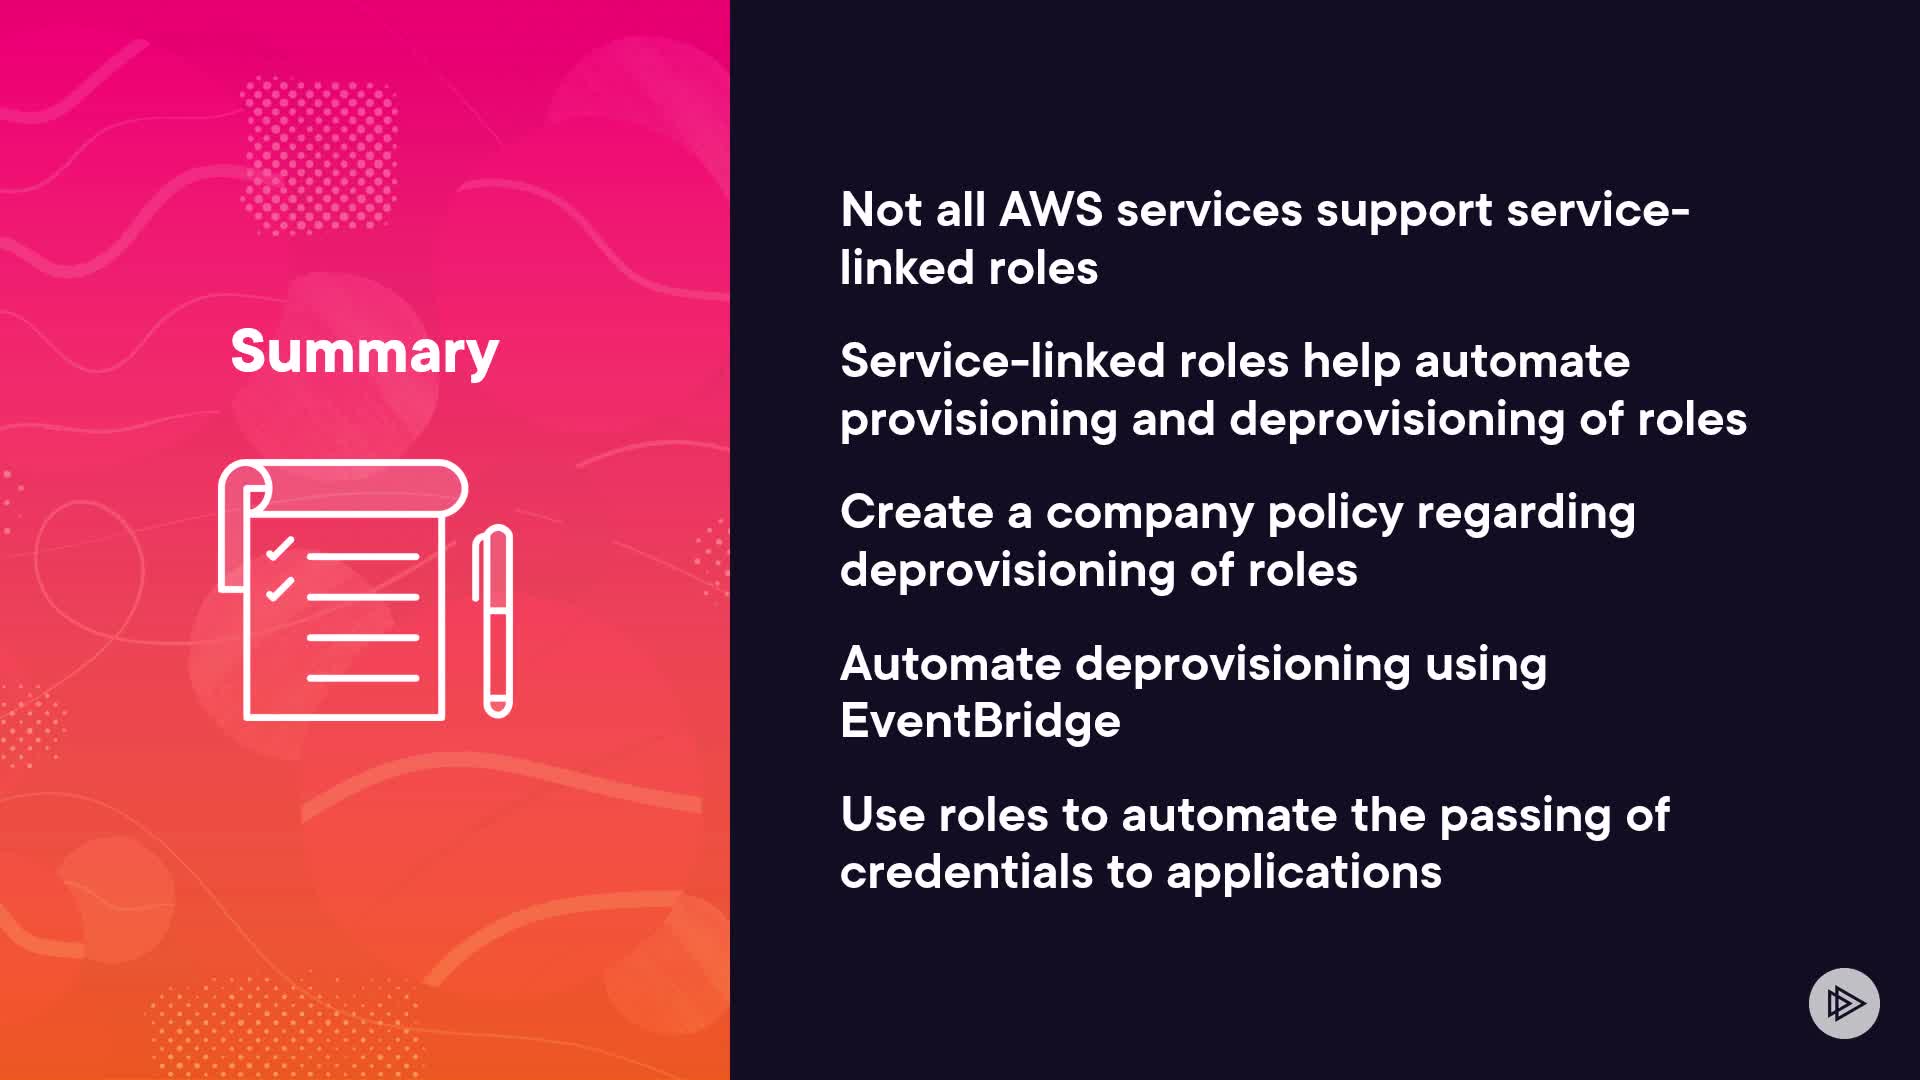 Summary
Not all AWS services support service-
linked roles
Service-linked roles help automate
provisioning and deprovisioning of roles
Create a company policy regarding
deprovisioning of roles
Automate deprovisioning using
EventBridge
Use roles to automate the passing of
credentials to applications